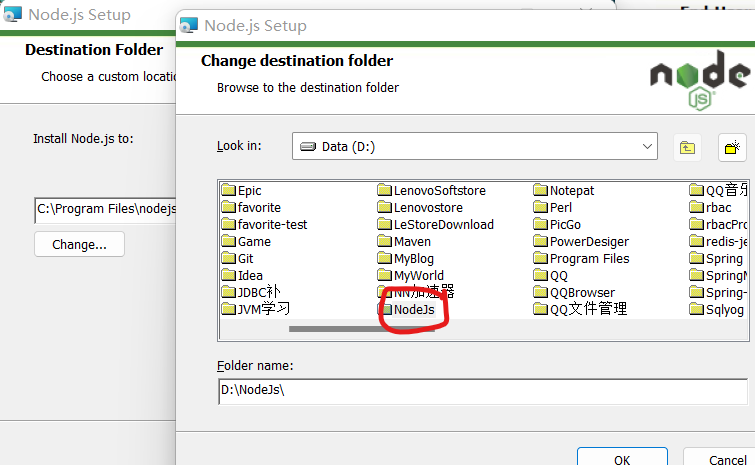 Node.js Setup
Destination Folder
Choose a custom locatio
Install Node.js to:
C:\Program Files\nodejs
Change...
Node.js Setup
Change destination folder
Browse to the destination folder
node
JS
Look in:
Data (D:)
Epic
favorite
favorite-test
Game
Git
Idea
JDBC补
JVM学习
LenovoSoftstore
Lenovostore
LeStoreDownload
Maven
MyBlog
MyWorld
NN加速器
NodeJs
Notepat
Perl
PicGo
PowerDesiger
Program Files
QQ
QQBrowser
QQ文件管理
QQ音乐
rbac
rbacPro
redis-je
Spring
SpringM
Spring-
Sqlyog
Folder name:
D:\NodeJs\
OK
Cancel